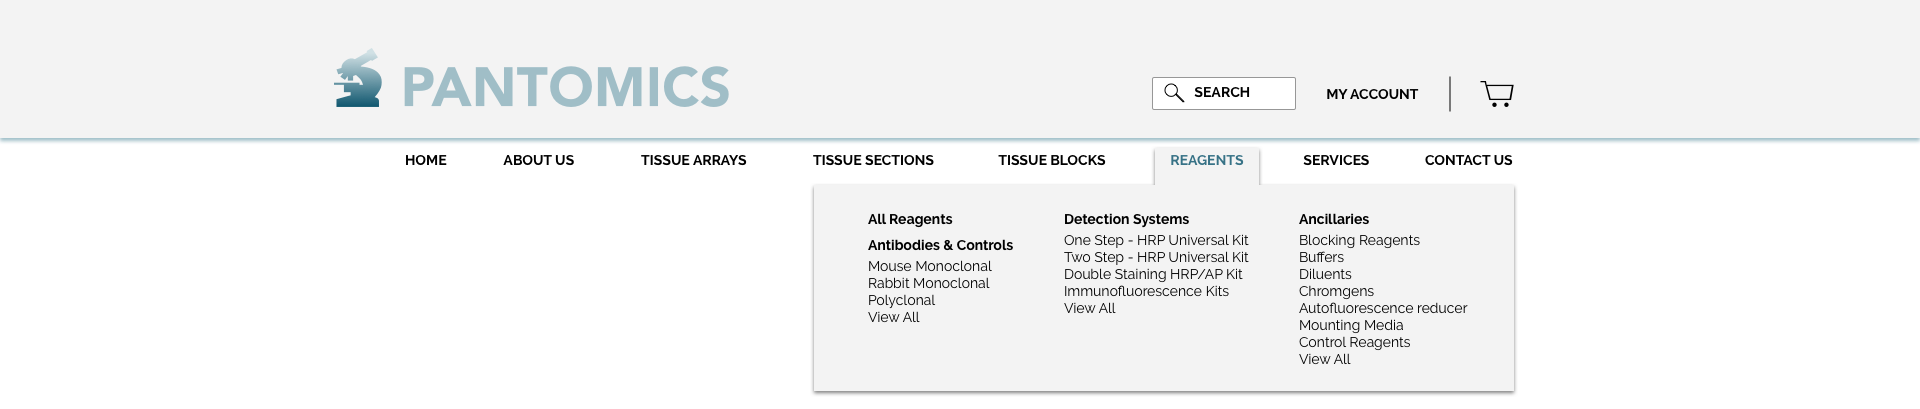 PANTOMICS
SEARCH
MY ACCOUNT
HOME
ABOUT US
TISSUE ARRAYS
TISSUE SECTIONS
TISSUE BLOCKS
REAGENTS
SERVICES
CONTACT US
All Reagents
Antibodies & Controls
Mouse Monoclonal
Rabbit Monoclonal
Polyclonal
View All
Detection Systems
One Step - HRP Universal Kit
Two Step - HRP Universal Kit
Double Staining HRP/AP Kit
Immunofluorescence Kits
View All
Ancillaries
Blocking Reagents
Buffers
Diluents
Chromgens
Autofluorescence reducer
Mounting Media
Control Reagents
View All